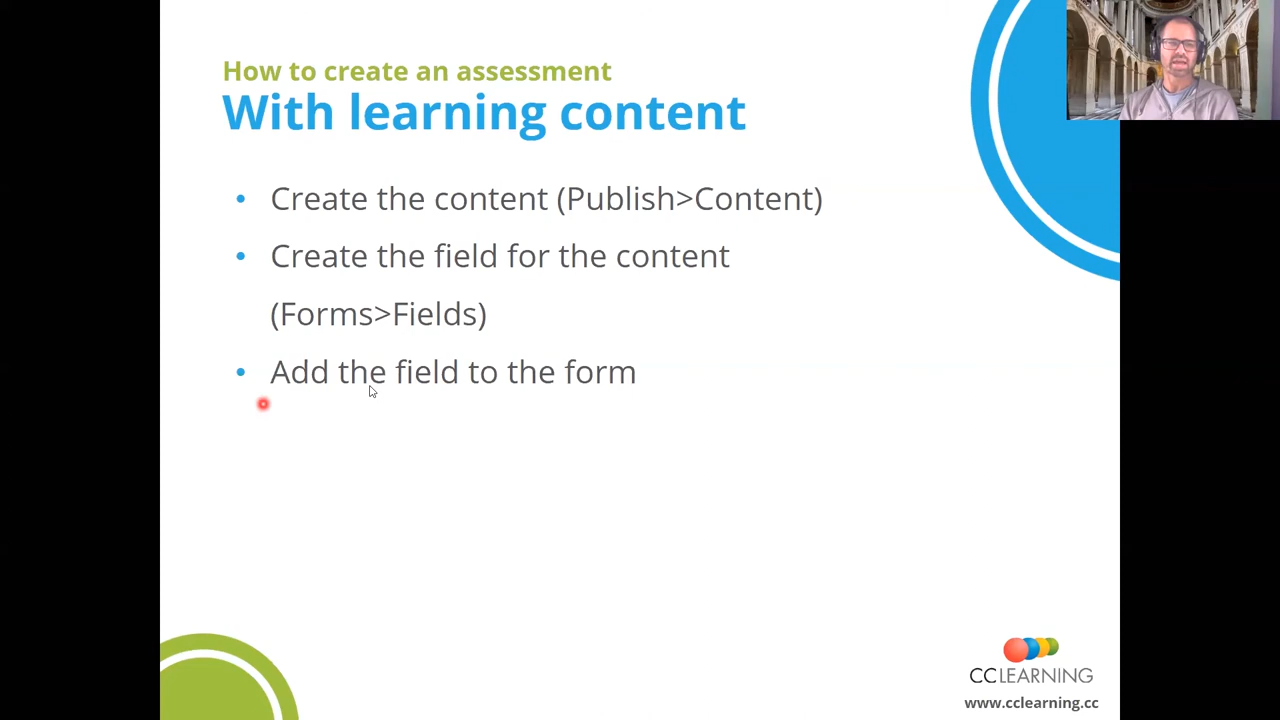 How to create an assessment
With learning content
• Create the content (Publish>Content)
• Create the field for the content
(Forms>Fields)
• Add the field to the form
CCLEARNING
www.cclearning.cc